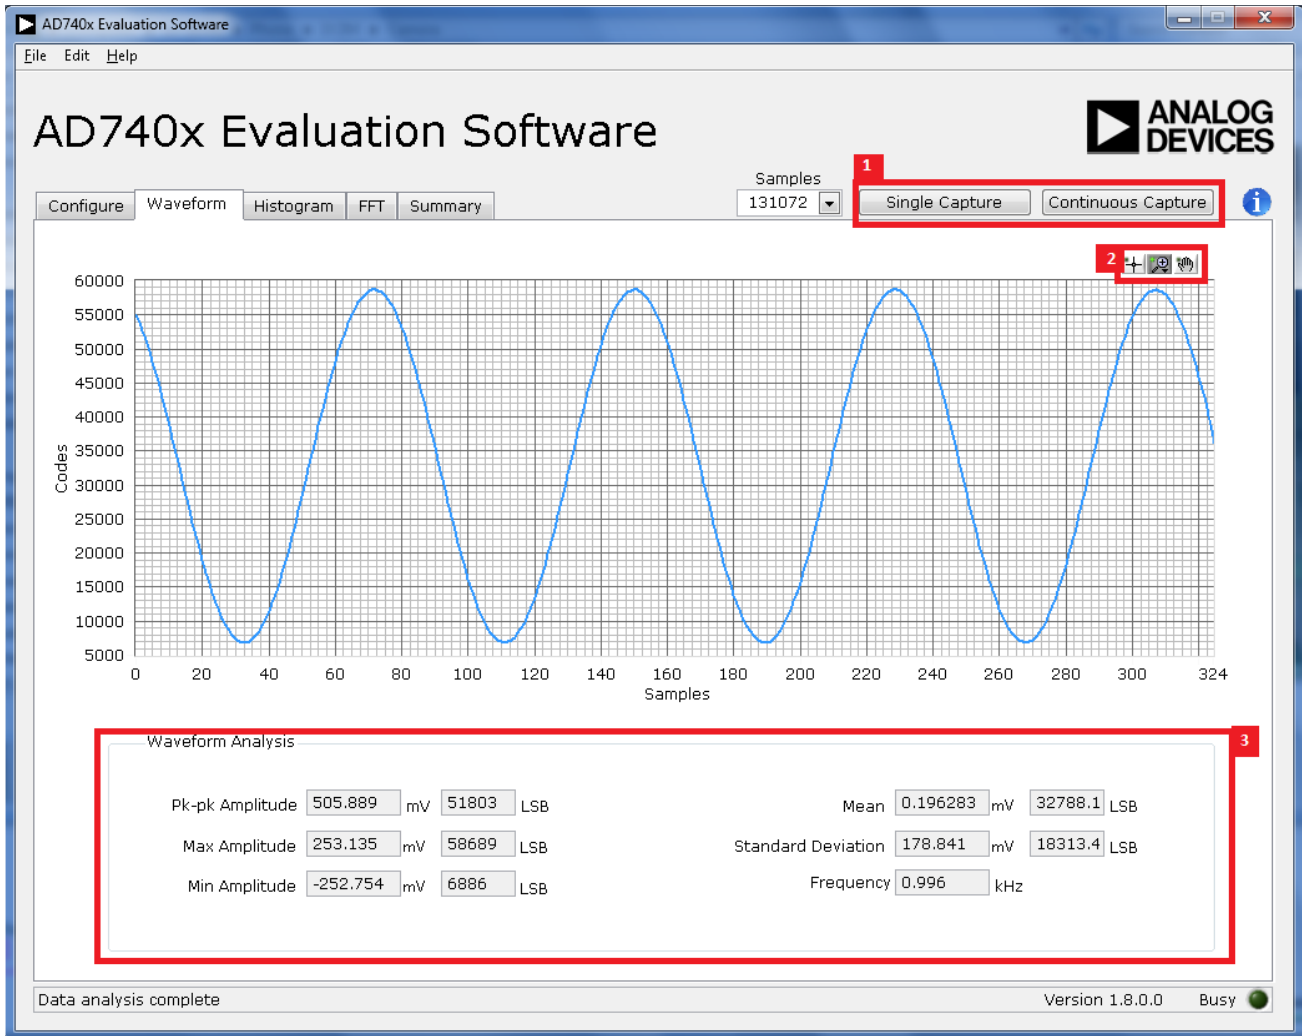 AD740x Evaluation Software
File Edit Help
AD740x Evaluation Software
ANALOG
DEVICES
1
Samples
Configure Waveform Histogram FFT Summary 131072 Single Capture Continuous Capture i
2
60000
55000
50000
45000
40000
35000
30000
25000
20000
15000
10000
5000
Codes
0 20 40 60 80 100 120 140 160 180 200 220 240 260 280 300 324
Samples
3
Waveform Analysis
Pk-pk Amplitude 505.889 mV 51803 LSB Mean 0.196283 mV 32788.1 LSB
Max Amplitude 253.135 mV 58689 LSB Standard Deviation 178.841 mV 18313.4 LSB
Min Amplitude -252.754 mV 6886 LSB Frequency 0.996 kHz
Data analysis complete Version 1.8.0.0 Busy